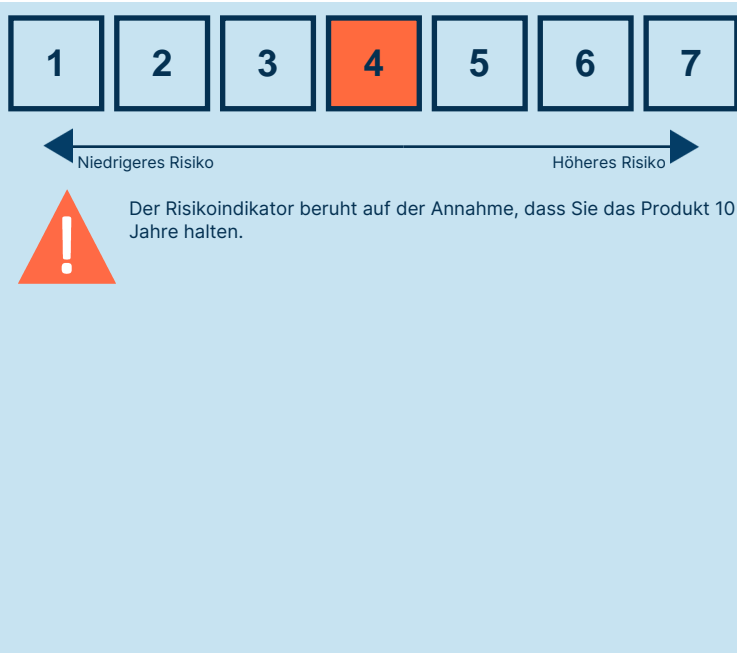 1 2 3 4 5 6 7
Niedrigeres Risiko Höheres Risiko
Der Risikoindikator beruht auf der Annahme, dass Sie das Produkt 10
Jahre halten.